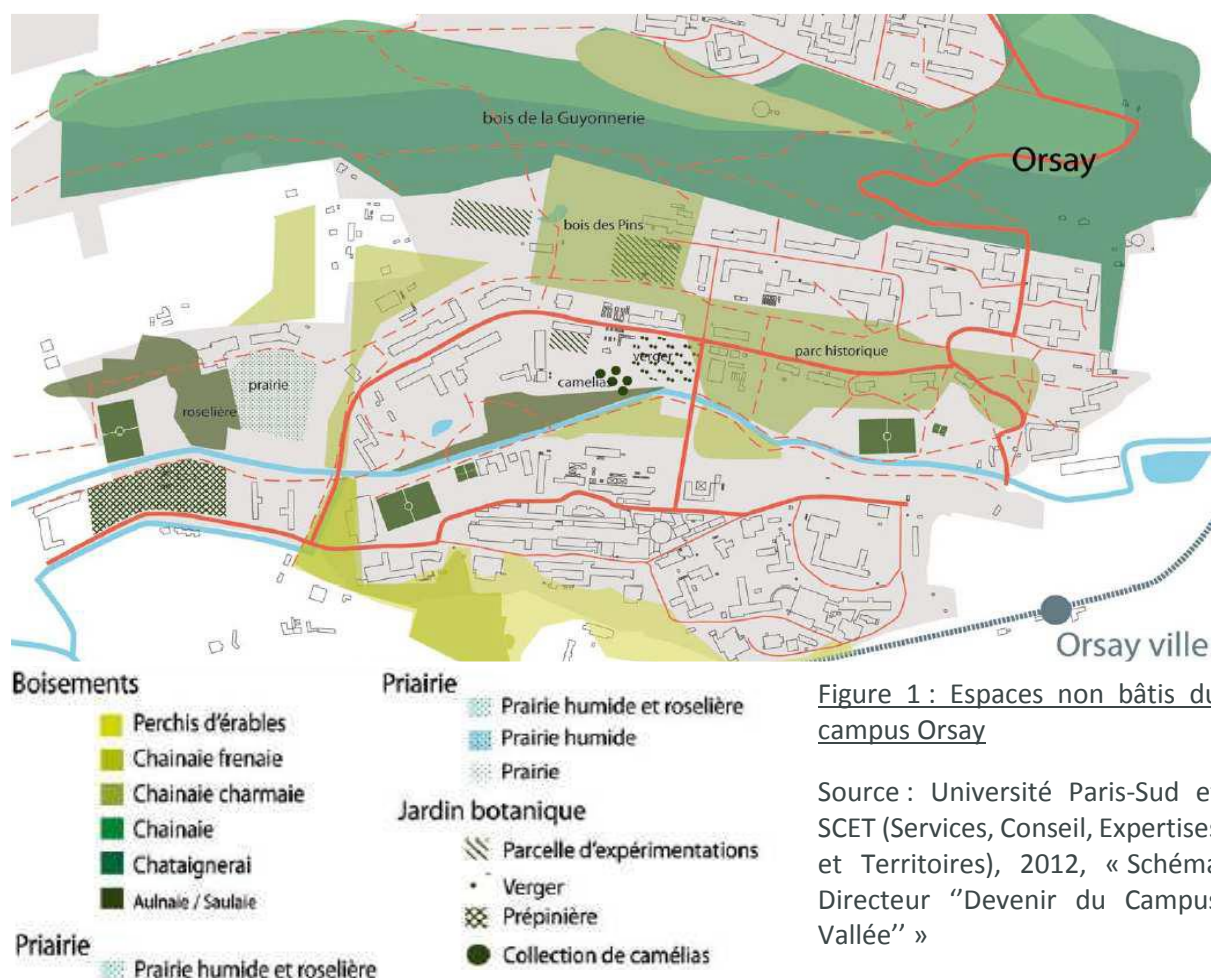 bois de la Guyonnerie
Orsay
bois des Pins
verger
parc historique
prairie
camelias
roselière
Orsay ville
Boisements
Perchis d'érables
Chainaie frenaie
Chainaie charmaie
Chainaie
Chataignerai
Aulnaie / Saulaie
Priairie
Prairie humide et roselière
Priairie
Prairie humide et roselière
Prairie humide
Prairie
Jardin botanique
Parcelle d'expérimentations
Verger
Prépinière
Collection de camélias
Figure 1 : Espaces non bâtis du
campus Orsay
Source : Université Paris-Sud et
SCET (Services, Conseil, Expertises
et Territoires), 2012, « Schéma
Directeur ‘’Devenir du Campus
Vallée’’ »